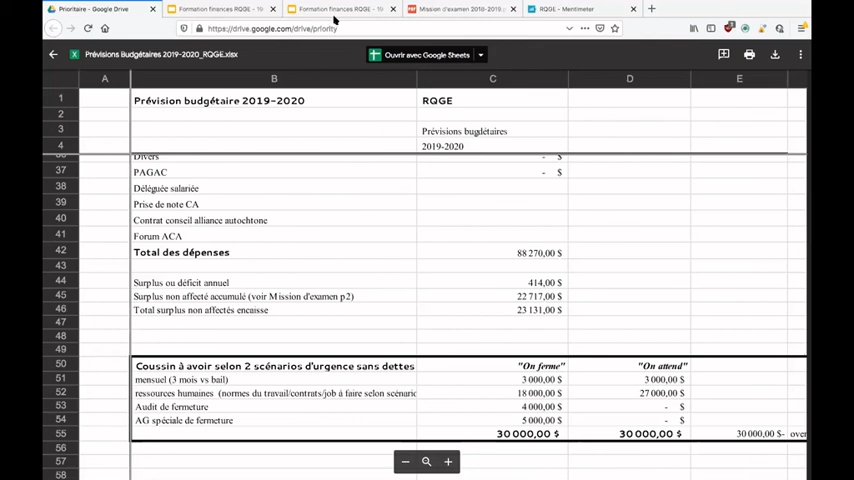 Prioritaire - Google Drive
Formation finances RQGE - 10
Formation finances RQGE - 10
Mission d'examen 2018-2019.p
RQGE - Mentimeter
https://drive.google.com/drive/priority
Prévisions Budgétaires 2019-2020_RQGE.xlsx
Ouvrir avec Google Sheets
A B C D E
1 Prévision budgétaire 2019-2020 RQGE
2
3 Prévisions budgétaires
4 2019-2020
36 Divers - $
37 PAGAC - $
38 Déléguée salariée
39 Prise de note CA
40 Contrat conseil alliance autochtone
41 Forum ACA
42 Total des dépenses 88 270,00 $
43
44 Surplus ou déficit annuel 414,00 $
45 Surplus non affecté accumulé (voir Mission d'examen p2) 22 717,00 $
46 Total surplus non affectés encaisse 23 131,00 $
47
48
49
50 Coussin à avoir selon 2 scénarios d'urgence sans dettes "On ferme" "On attend"
51 mensuel (3 mois vs bail) 3 000,00 $ 3 000,00 $
52 ressources humaines (normes du travail/contrats/job à faire selon scénario 18 000,00 $ 27 000,00 $
53 Audit de fermeture 4 000,00 $ - $
54 AG spéciale de fermeture 5 000,00 $ - $
55 30 000,00 $ 30 000,00 $ 30 000,00 $- over
56
57
58